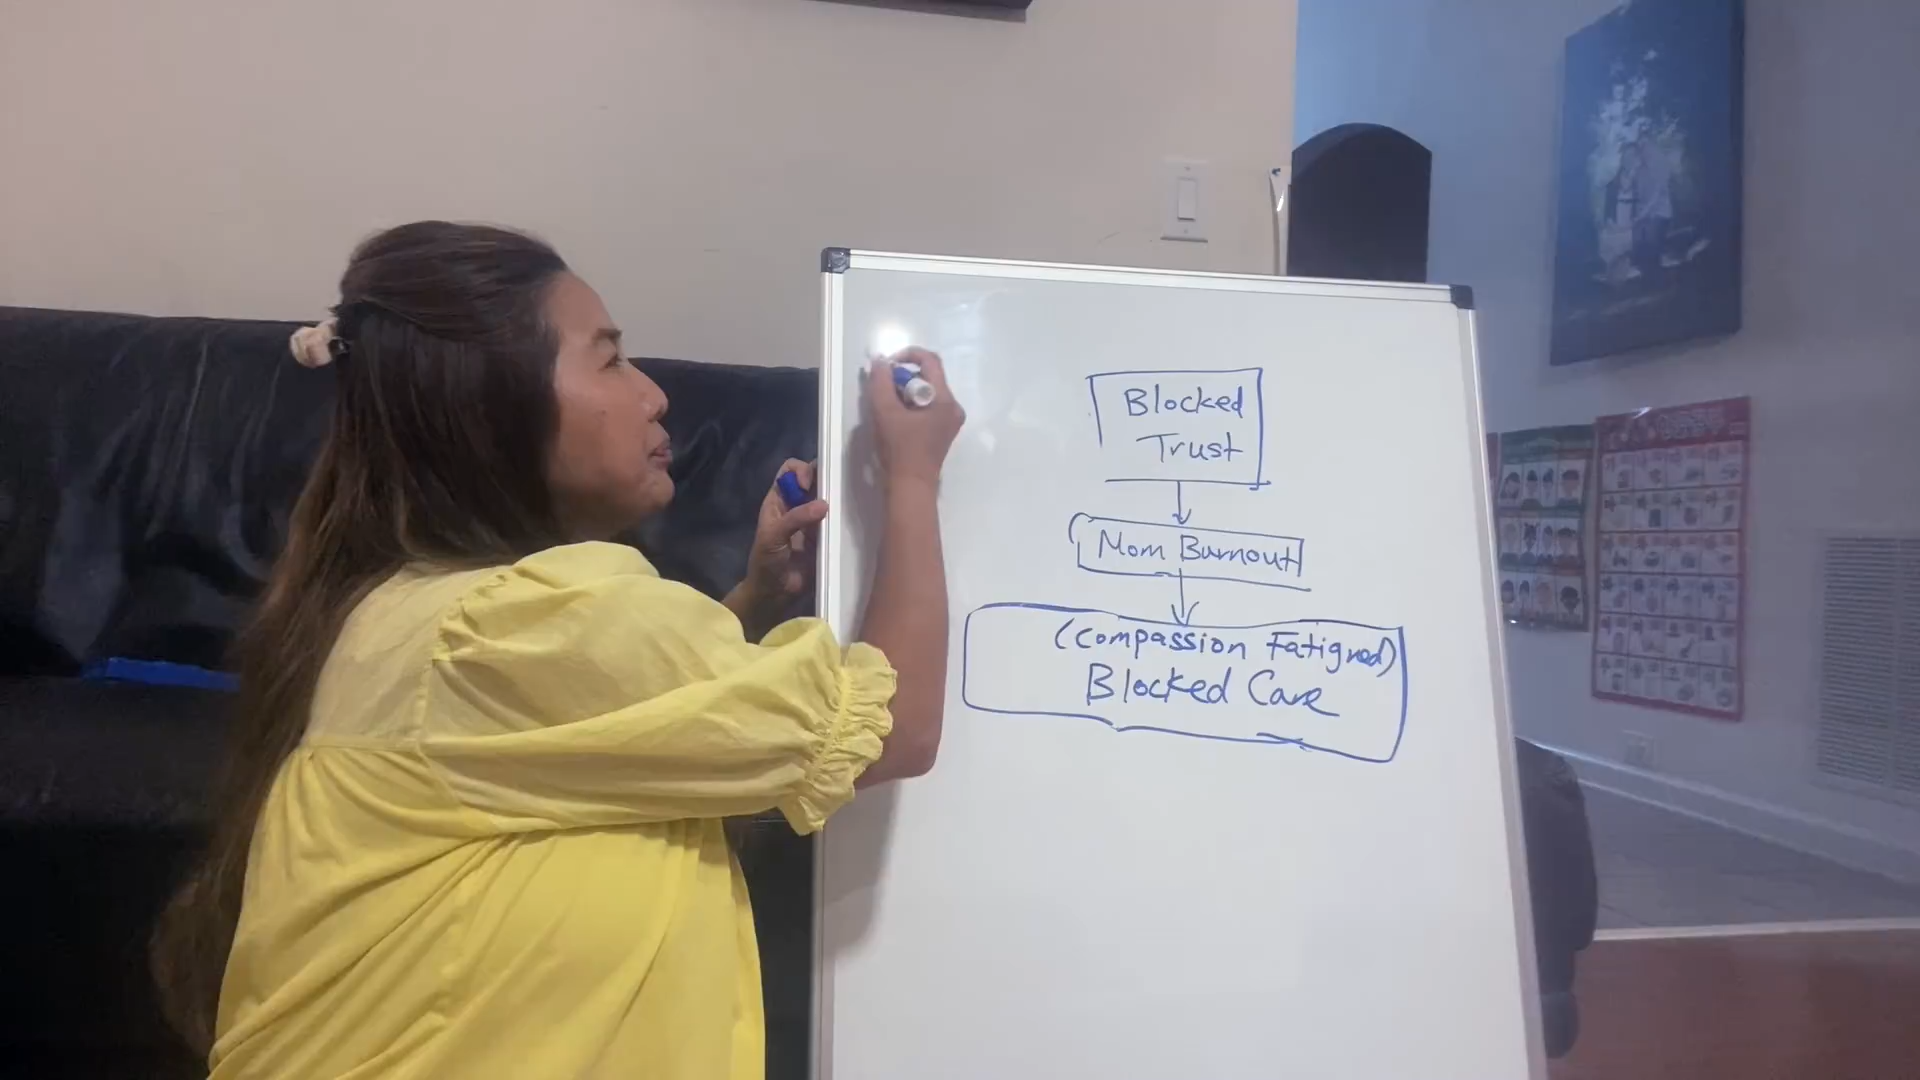 Blocked
Trust
Mom Burnout
(Compassion Fatigued)
Blocked Care